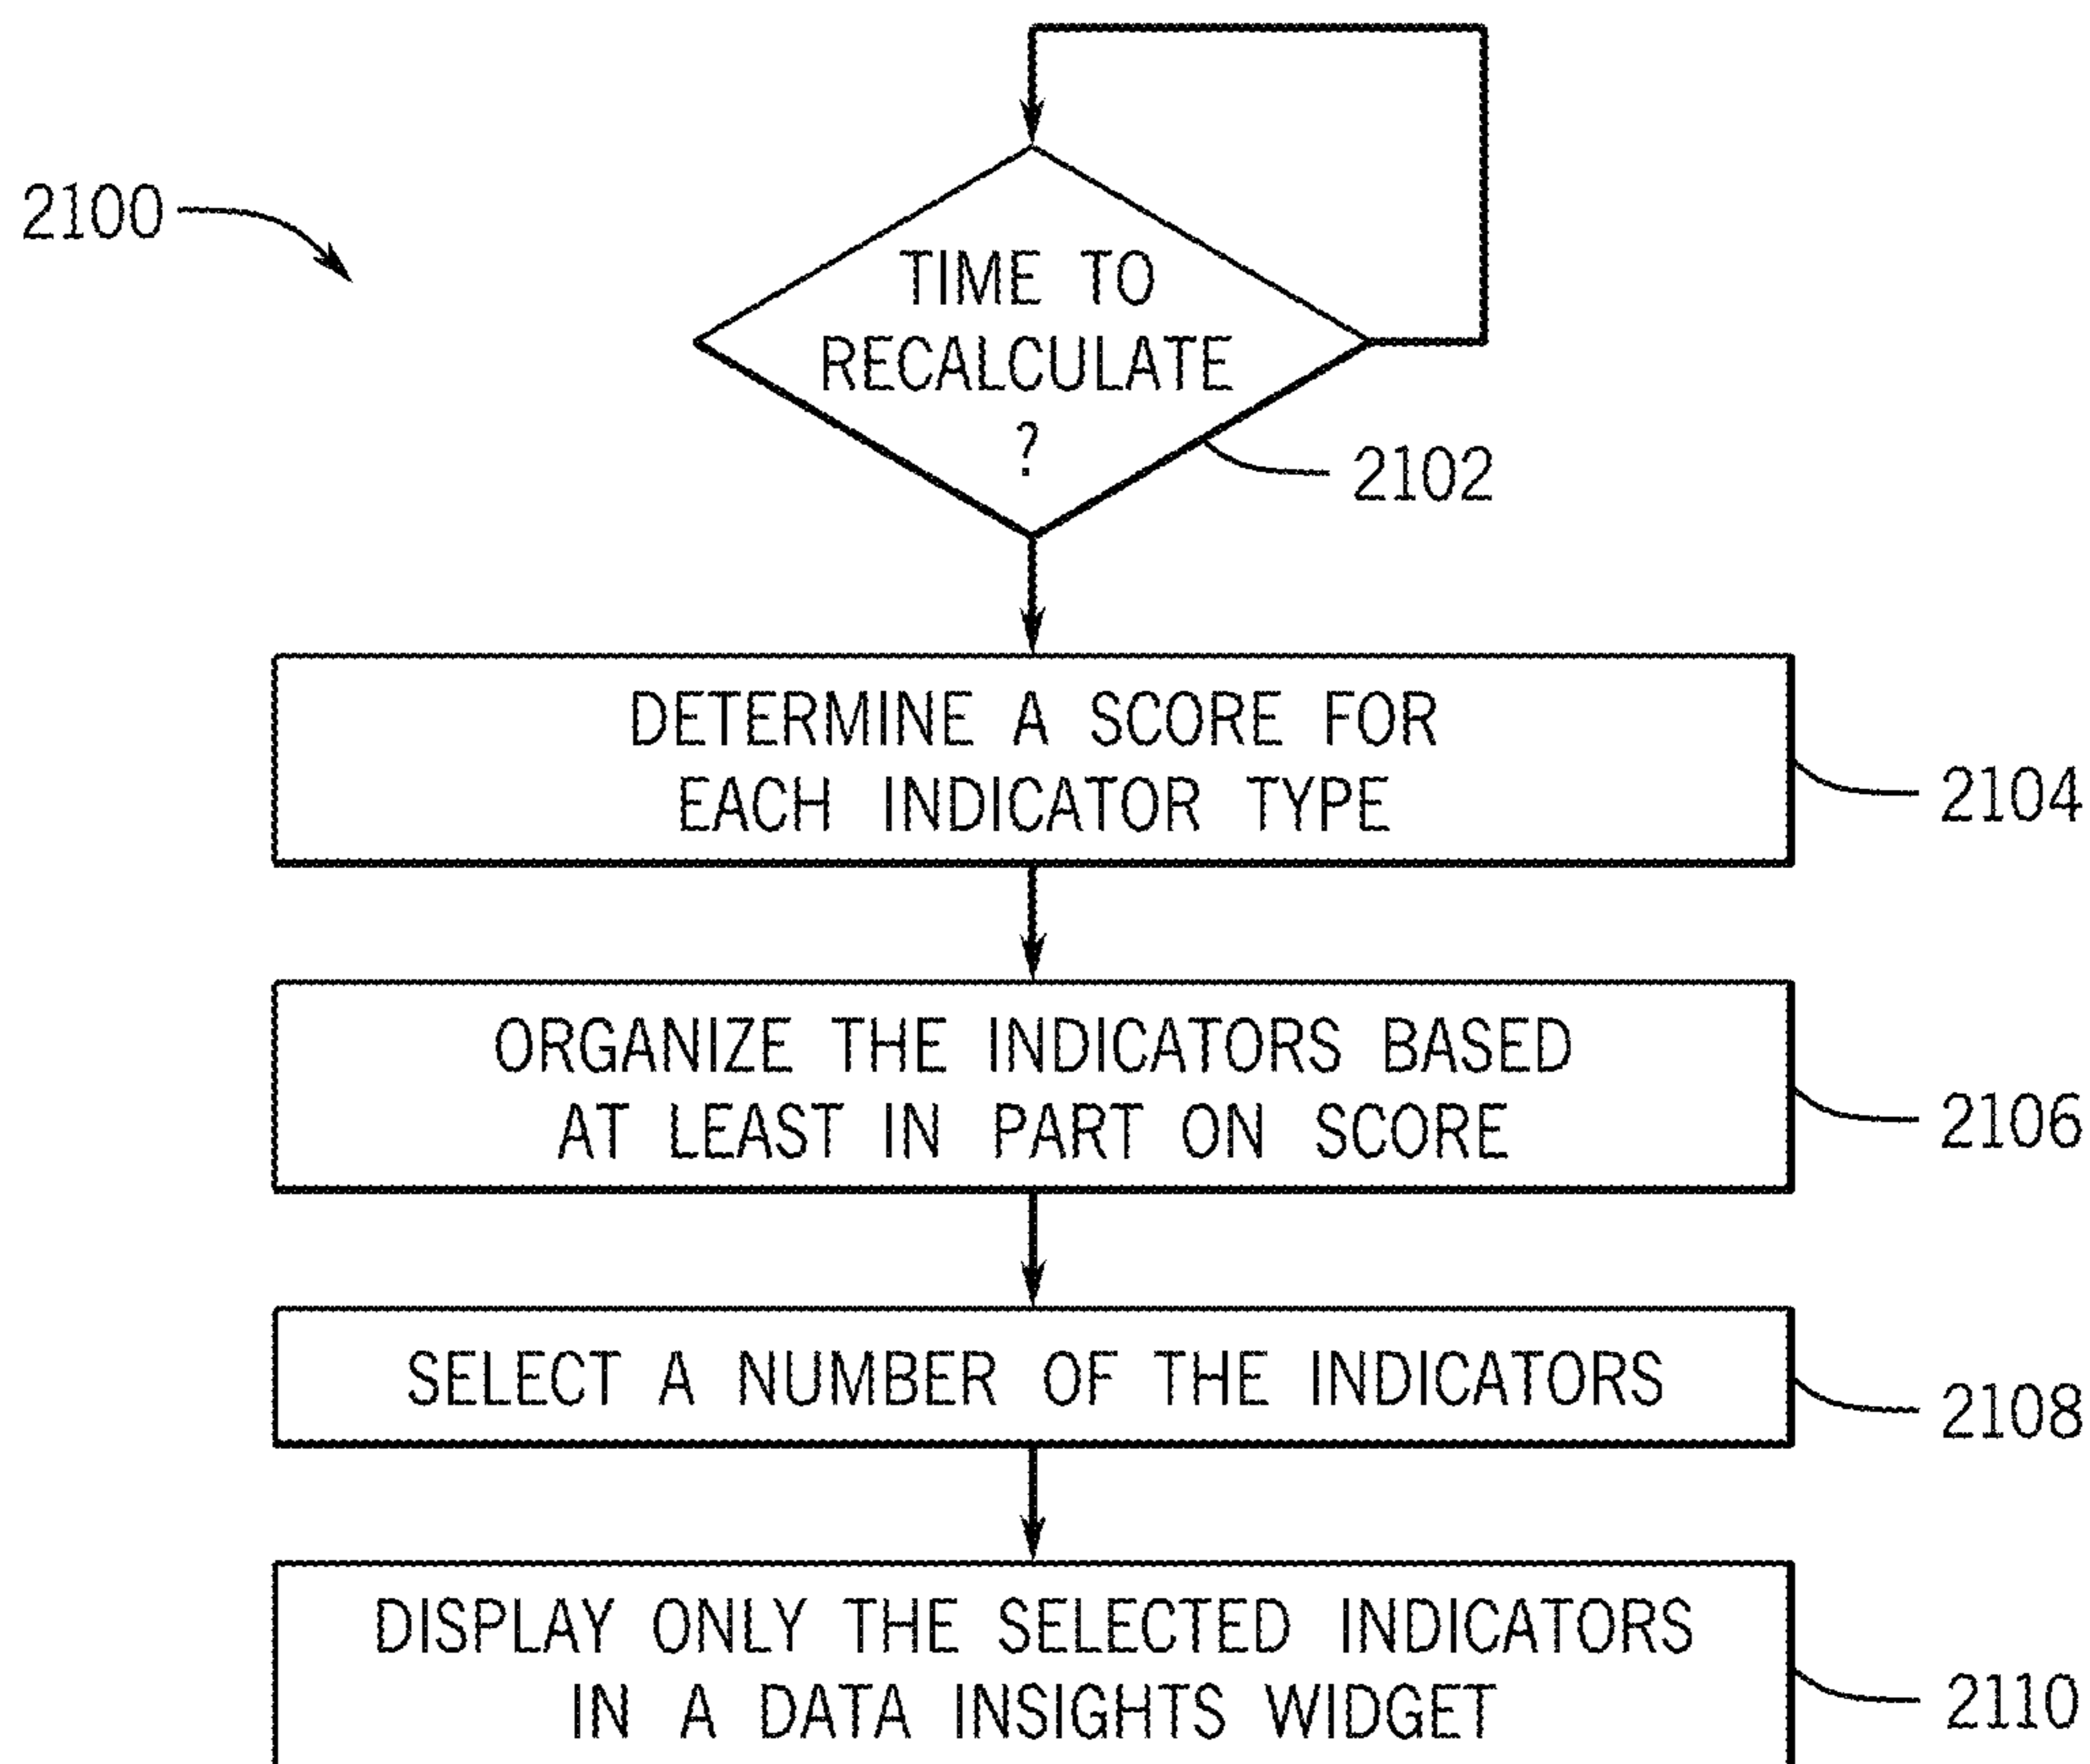 2100
TIME TO
RECALCULATE
?
2102
DETERMINE A SCORE FOR
EACH INDICATOR TYPE
2104
ORGANIZE THE INDICATORS BASED
AT LEAST IN PART ON SCORE
2106
SELECT A NUMBER OF THE INDICATORS
2108
DISPLAY ONLY THE SELECTED INDICATORS
IN A DATA INSIGHTS WIDGET
2110